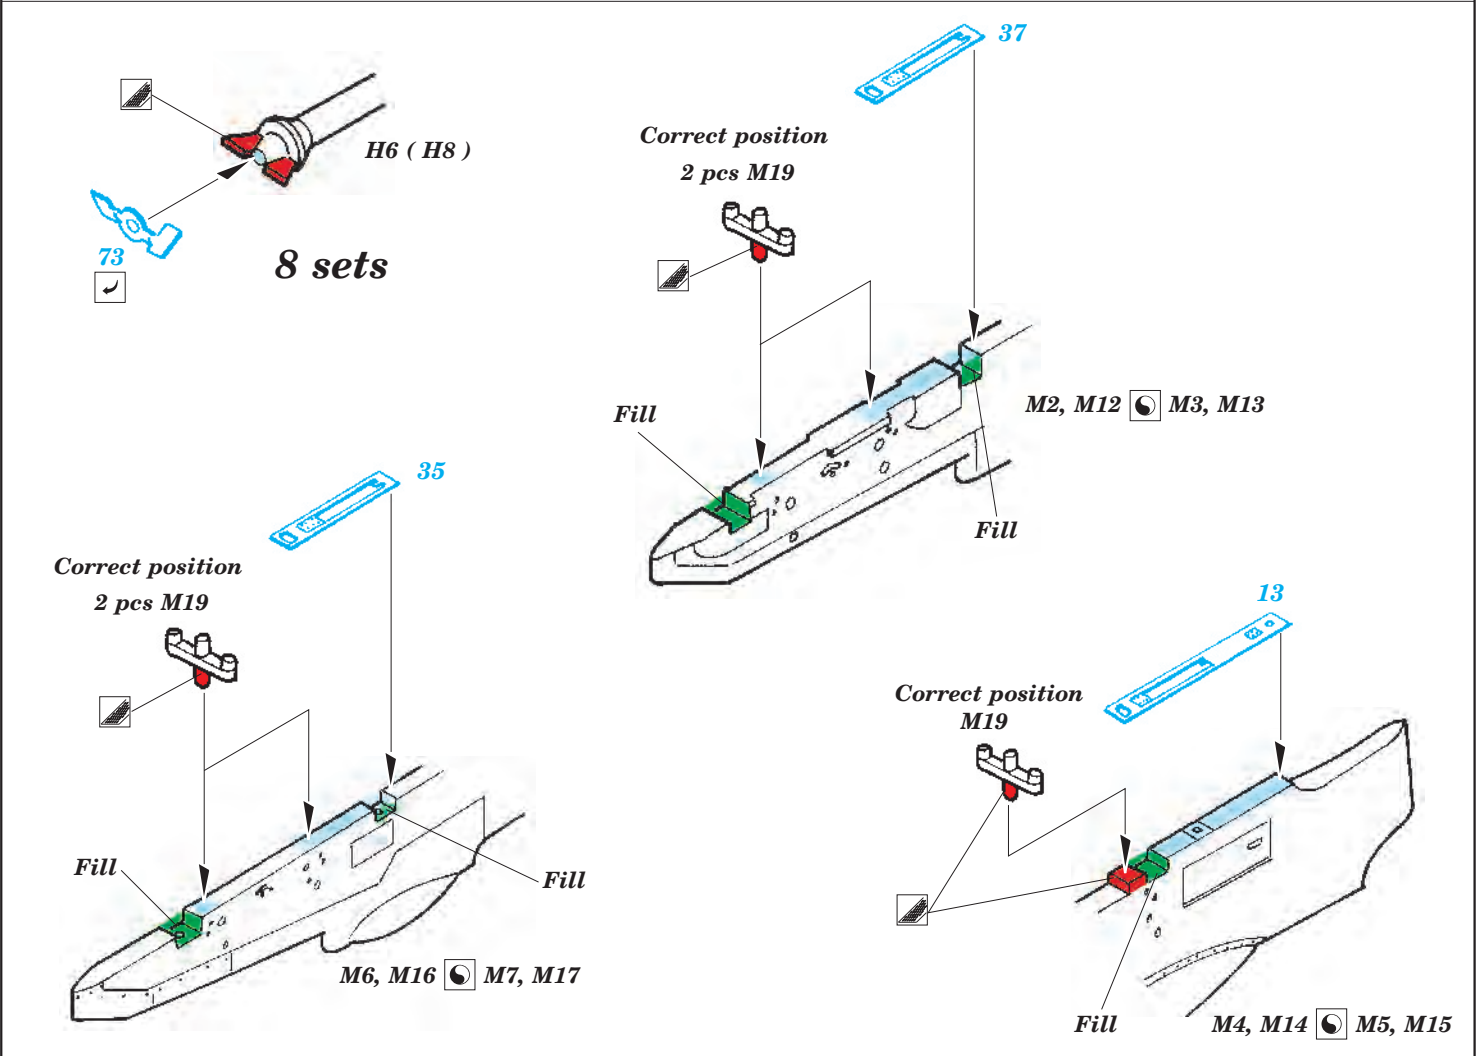 37
Correct position
2 pcs M19
H6 ( H8 )
73
8 sets
Fill
M2, M12 M3, M13
Fill
35
Correct position
2 pcs M19
13
Correct position
M19
Fill
Fill
M6, M16 M7, M17
Fill
M4, M14 M5, M15